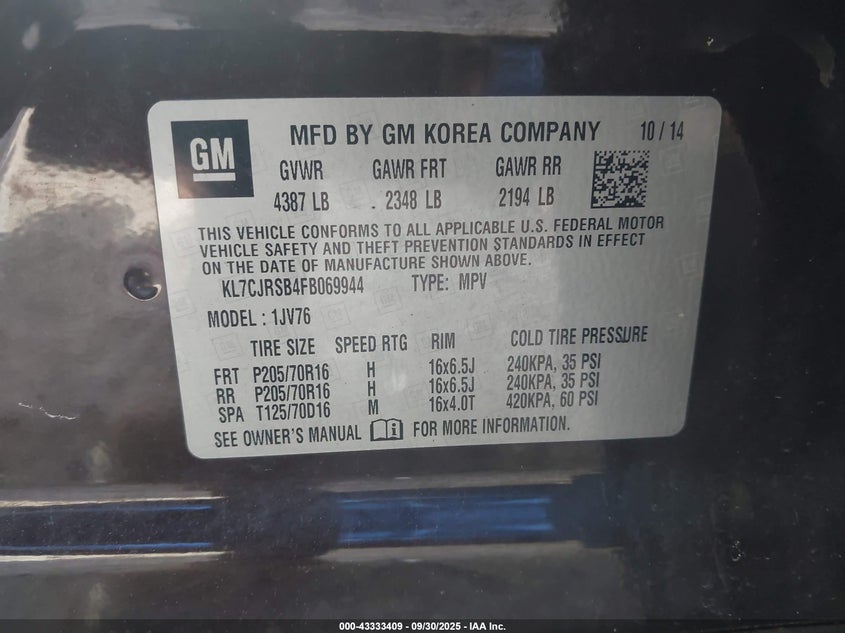 GM
MFD BY GM KOREA COMPANY 10 / 14
GVWR GAWR FRT GAWR RR
4387 LB 2348 LB 2194 LB
THIS VEHICLE CONFORMS TO ALL APPLICABLE U.S. FEDERAL MOTOR
VEHICLE SAFETY AND THEFT PREVENTION STANDARDS IN EFFECT
ON THE DATE OF MANUFACTURE SHOWN ABOVE.
KL7CJRSB4FB069944 TYPE: MPV
MODEL : 1JV76
TIRE SIZE SPEED RTG RIM COLD TIRE PRESSURE
FRT P205/70R16 H 16x6.5J 240KPA, 35 PSI
RR P205/70R16 H 16x6.5J 240KPA, 35 PSI
SPA T125/70D16 M 16x4.0T 420KPA, 60 PSI
SEE OWNER'S MANUAL FOR MORE INFORMATION.
000-43333409 - 09/30/2025 - IAA Inc.